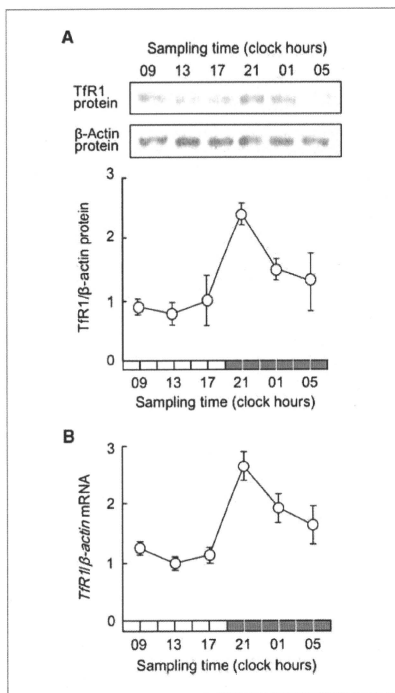 A
Sampling time (clock hours)
09 13 17 21 01 05
TfR1
protein
β-Actin
protein
3
2
1
0
TfR1/β-actin protein
09 13 17 21 01 05
Sampling time (clock hours)
B
3
2
1
0
TfR1/β-actin mRNA
09 13 17 21 01 05
Sampling time (clock hours)